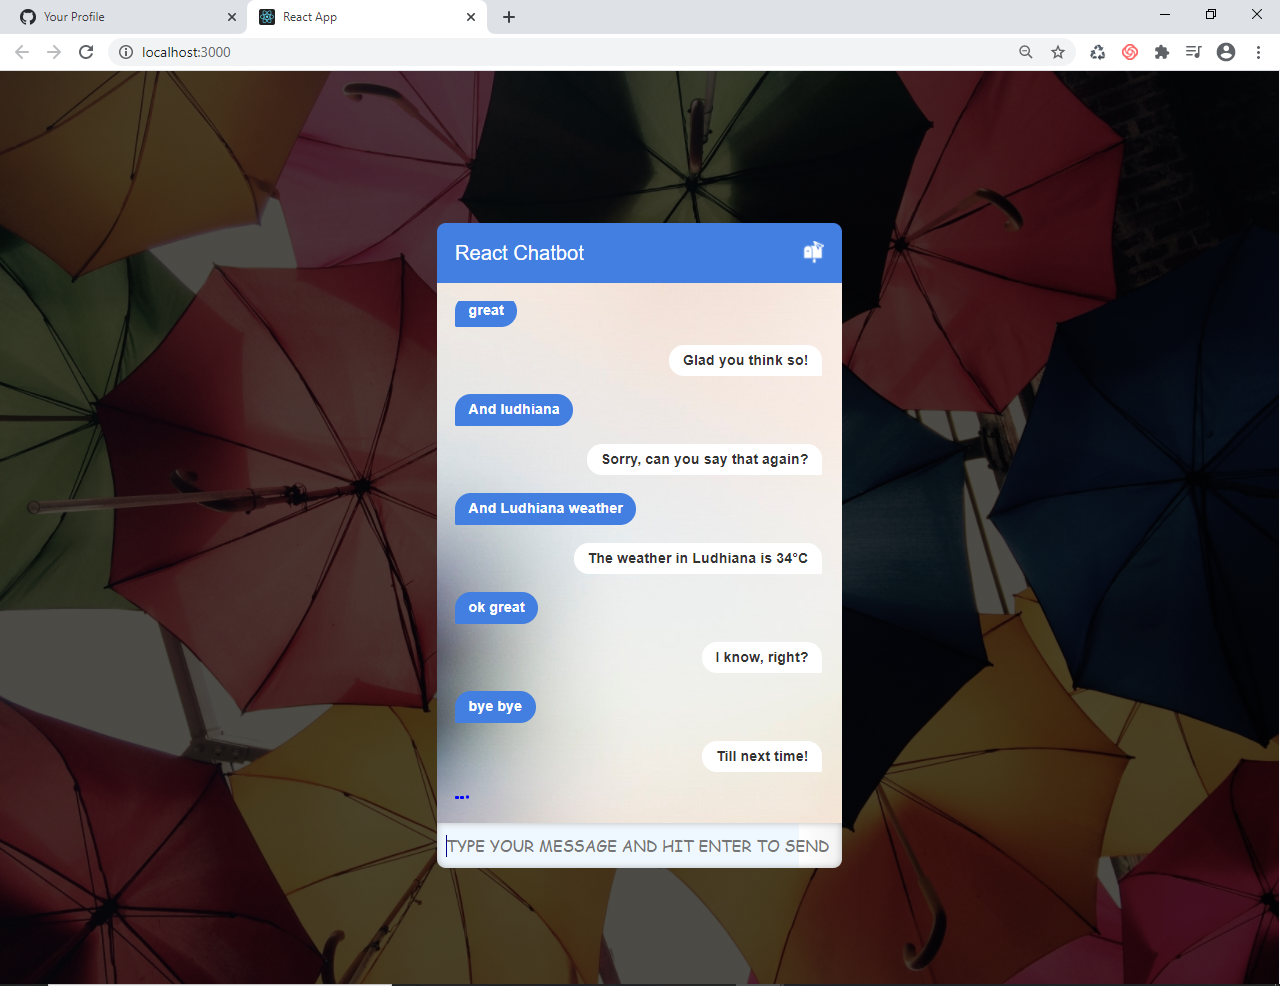 Your Profile
React App
localhost:3000
React Chatbot
great
Glad you think so!
And ludhiana
Sorry, can you say that again?
And Ludhiana weather
The weather in Ludhiana is 34°C
ok great
I know, right?
bye bye
Till next time!
TYPE YOUR MESSAGE AND HIT ENTER TO SEND